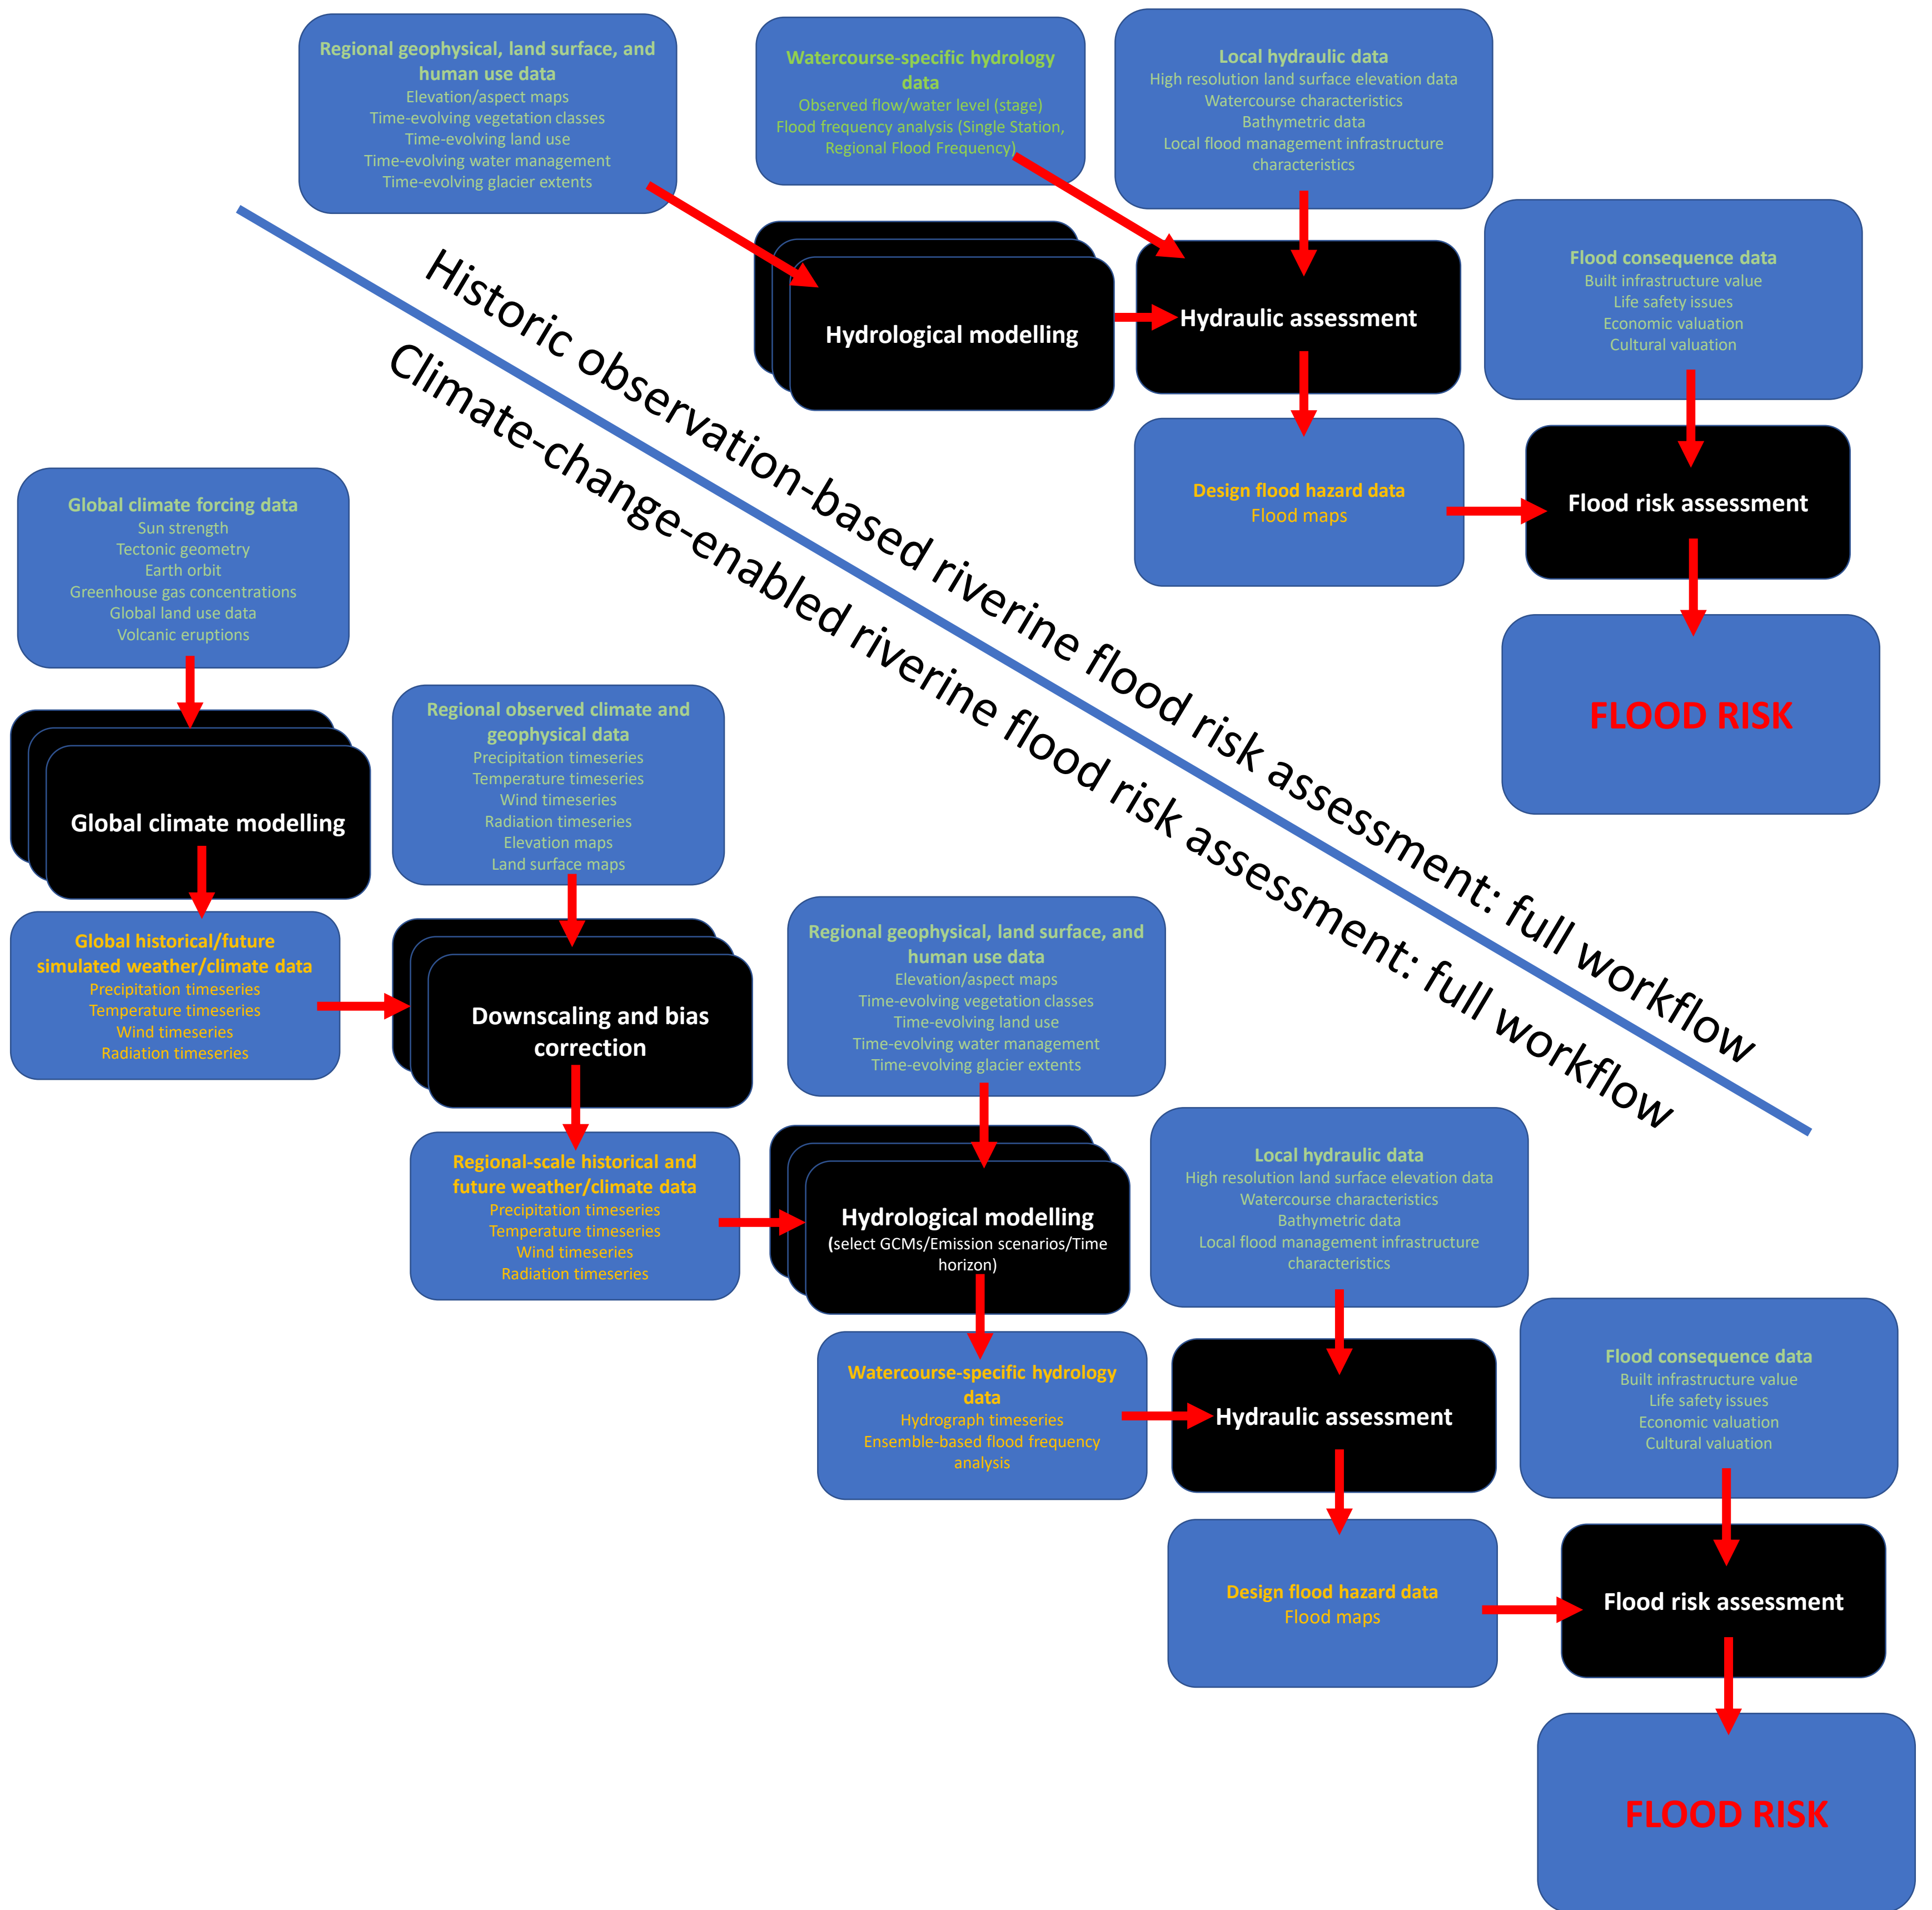 Regional geophysical, land surface, and
human use data
Elevation/aspect maps
Time-evolving vegetation classes
Time-evolving land use
Time-evolving water management
Time-evolving glacier extents
Watercourse-specific hydrology
data
Observed flow/water level (stage)
Flood frequency analysis (Single Station,
Regional Flood Frequency)
Local hydraulic data
High resolution land surface elevation data
Watercourse characteristics
Bathymetric data
Local flood management infrastructure
characteristics
Hydrological modelling
Hydraulic assessment
Flood consequence data
Built infrastructure value
Life safety issues
Economic valuation
Cultural valuation
Design flood hazard data
Flood maps
Flood risk assessment
FLOOD RISK
Historic observation-based riverine flood risk assessment: full workflow
Climate-change-enabled riverine flood risk assessment: full workflow
Global climate forcing data
Sun strength
Tectonic geometry
Earth orbit
Greenhouse gas concentrations
Global land use data
Volcanic eruptions
Global climate modelling
Global historical/future
simulated weather/climate data
Precipitation timeseries
Temperature timeseries
Wind timeseries
Radiation timeseries
Regional observed climate and
geophysical data
Precipitation timeseries
Temperature timeseries
Wind timeseries
Radiation timeseries
Elevation maps
Land surface maps
Downscaling and bias
correction
Regional-scale historical and
future weather/climate data
Precipitation timeseries
Temperature timeseries
Wind timeseries
Radiation timeseries
Regional geophysical, land surface, and
human use data
Elevation/aspect maps
Time-evolving vegetation classes
Time-evolving land use
Time-evolving water management
Time-evolving glacier extents
Hydrological modelling
(select GCMs/Emission scenarios/Time
horizon)
Watercourse-specific hydrology
data
Hydrograph timeseries
Ensemble-based flood frequency
analysis
Local hydraulic data
High resolution land surface elevation data
Watercourse characteristics
Bathymetric data
Local flood management infrastructure
characteristics
Hydraulic assessment
Design flood hazard data
Flood maps
Flood consequence data
Built infrastructure value
Life safety issues
Economic valuation
Cultural valuation
Flood risk assessment
FLOOD RISK